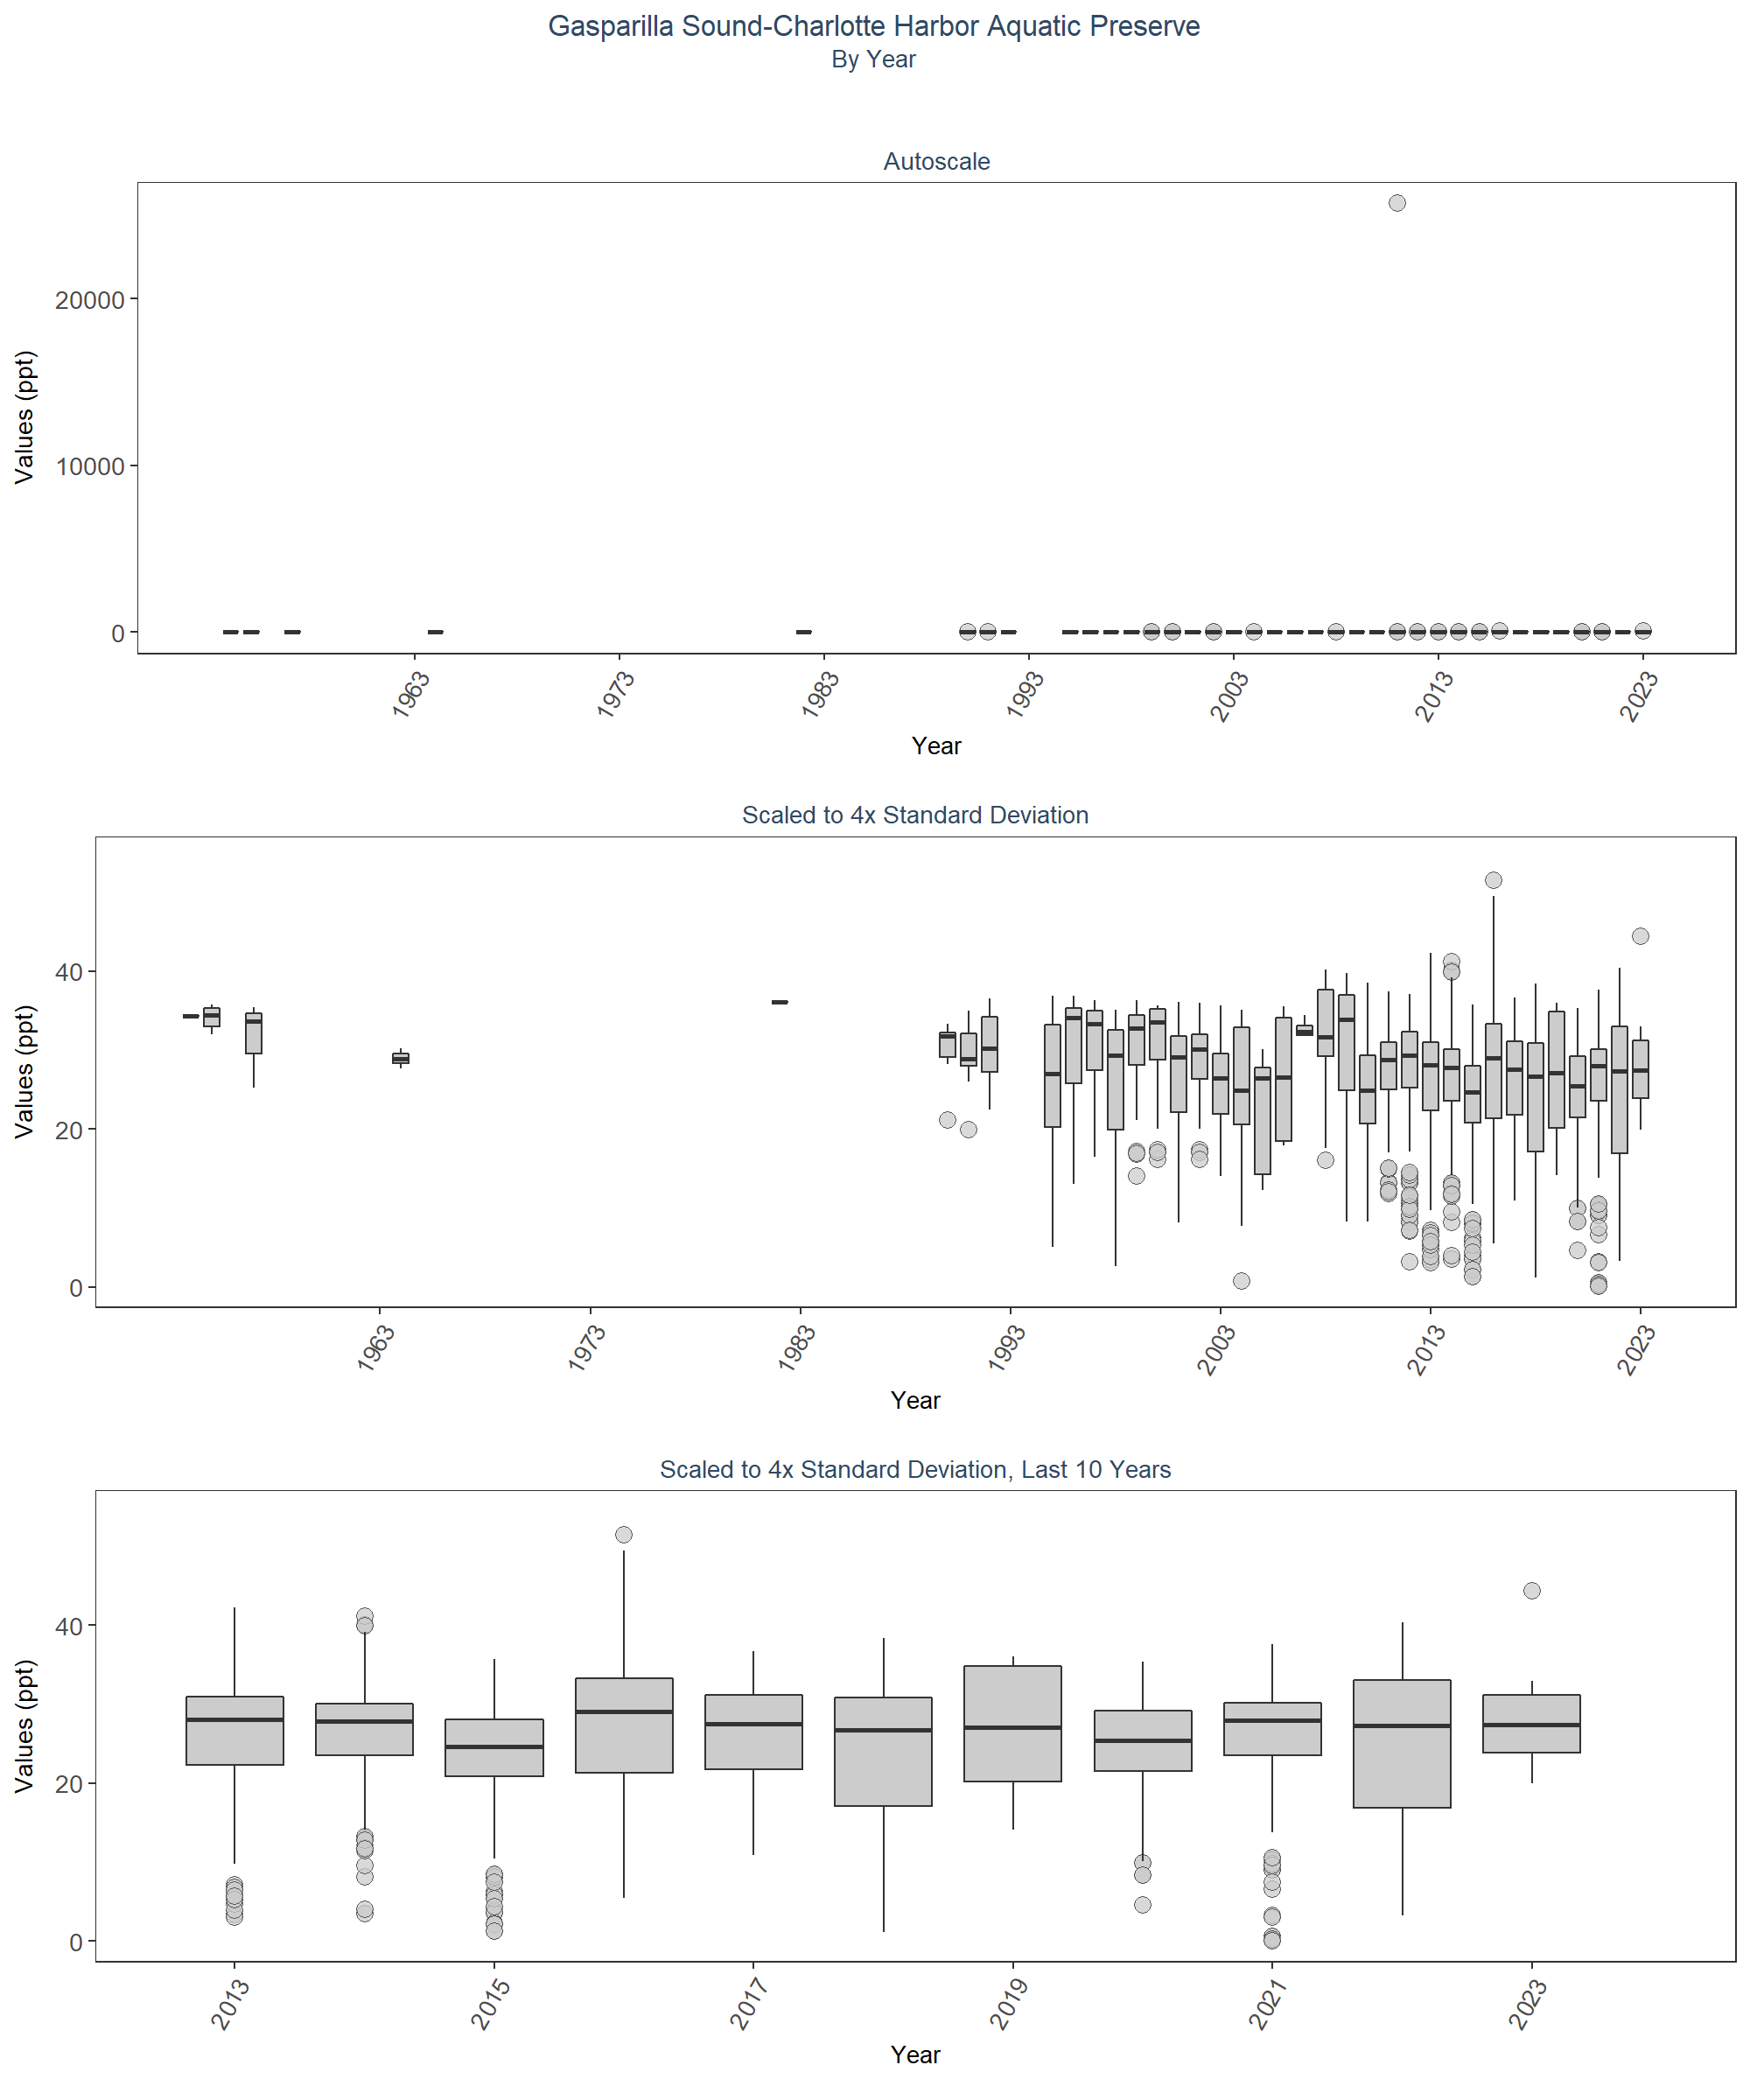 Gasparilla Sound-Charlotte Harbor Aquatic Preserve
By Year
Autoscale
Values (ppt)
20000
10000
0
1963
1973
1983
1993
2003
2013
2023
Year
Scaled to 4x Standard Deviation
Values (ppt)
40
20
0
1963
1973
1983
1993
2003
2013
2023
Year
Scaled to 4x Standard Deviation, Last 10 Years
Values (ppt)
40
20
0
2013
2015
2017
2019
2021
2023
Year